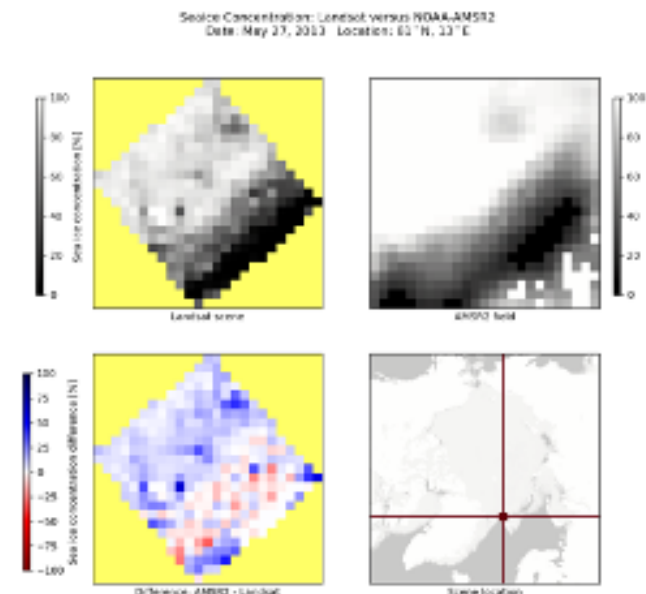 Seaice Concentration: Landsat versus NOAA-AMSR2
Date: May 27, 2013 Location: 81°N, 13°E
100
80
60
40
20
0
Sea ice concentration [%]
Landsat scene
100
80
60
40
20
0
AMSR2 field
100
75
50
25
0
−25
−50
−75
−100
Sea ice concentration difference [%]
Difference: AMSR2 - Landsat
Scene location